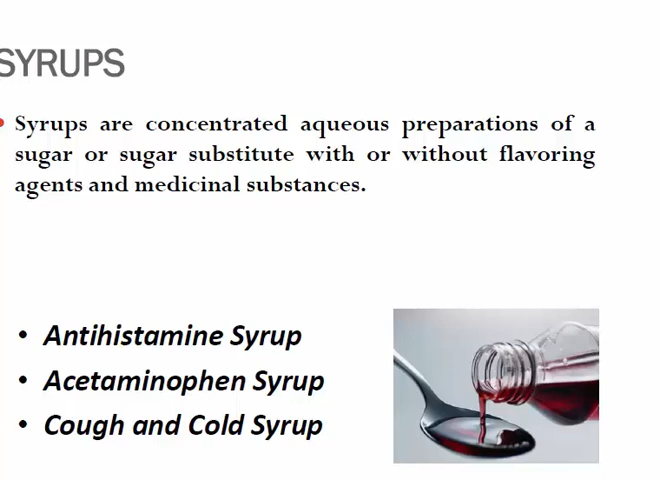 SYRUPS
• Syrups are concentrated aqueous preparations of a
sugar or sugar substitute with or without flavoring
agents and medicinal substances.
• Antihistamine Syrup
• Acetaminophen Syrup
• Cough and Cold Syrup